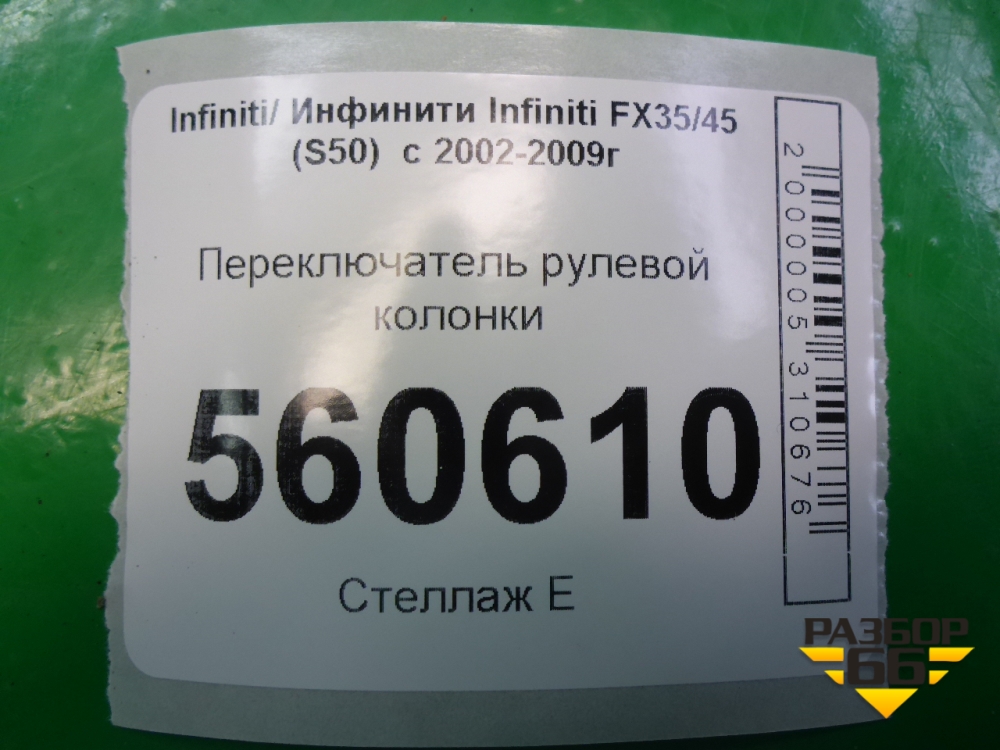 Infiniti/ Инфинити Infiniti FX35/45
(S50) с 2002-2009г
Переключатель рулевой
колонки
560610
Стеллаж Е
2000005310676
РАЗБОР
66